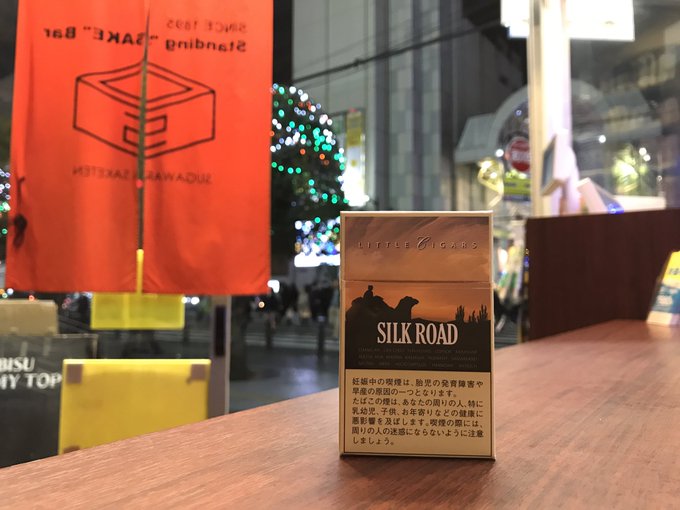 SINCE 1895
Standing "SAKE" Bar
SUGAWARA SAKETEN
LITTLE CIGARS
SILK ROAD
妊娠中の喫煙は、胎児の発育障害や
早産の原因の一つとなります。
たばこの煙は、あなたの周りの人、特に
乳幼児、子供、お年寄りなどの健康に
悪影響を及ぼします。喫煙の際には、
周りの人の迷惑にならないように注意
しましょう。
BISU
MY TOP